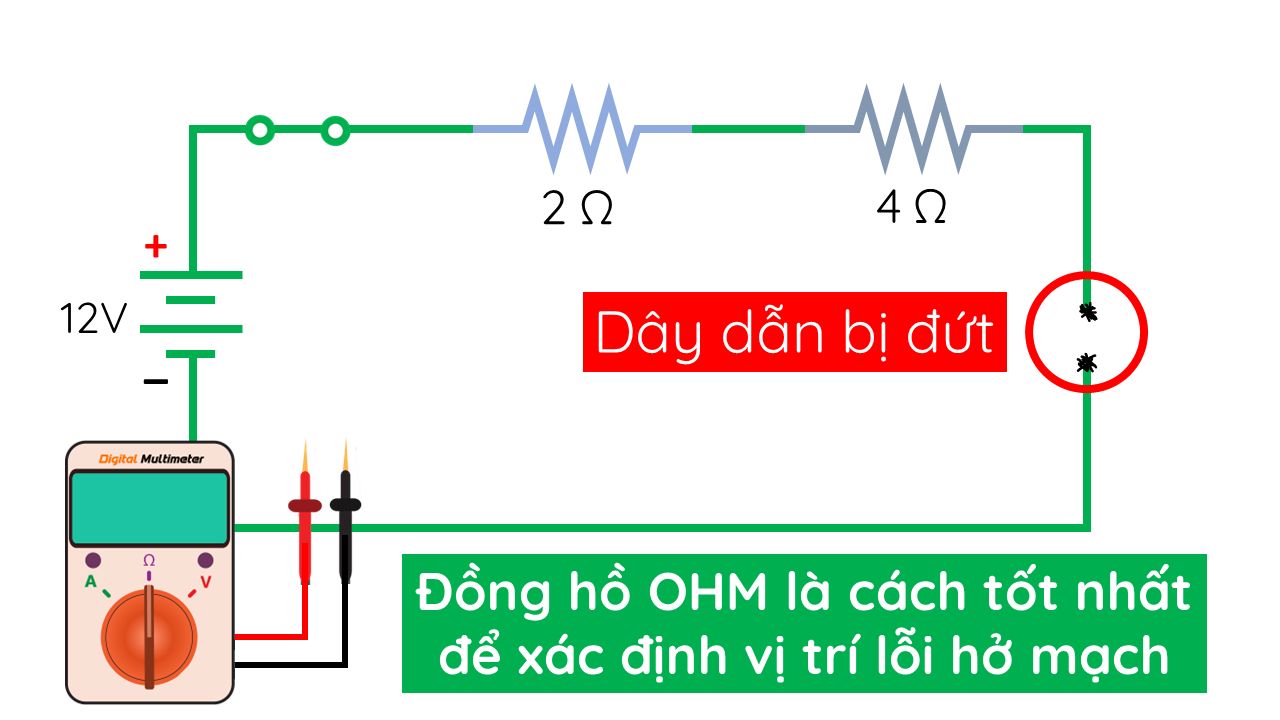 2 Ω
4 Ω
+
12V
−
Dây dẫn bị đứt
Digital Multimeter
Ω
A
V
Đồng hồ OHM là cách tốt nhất
để xác định vị trí lỗi hở mạch